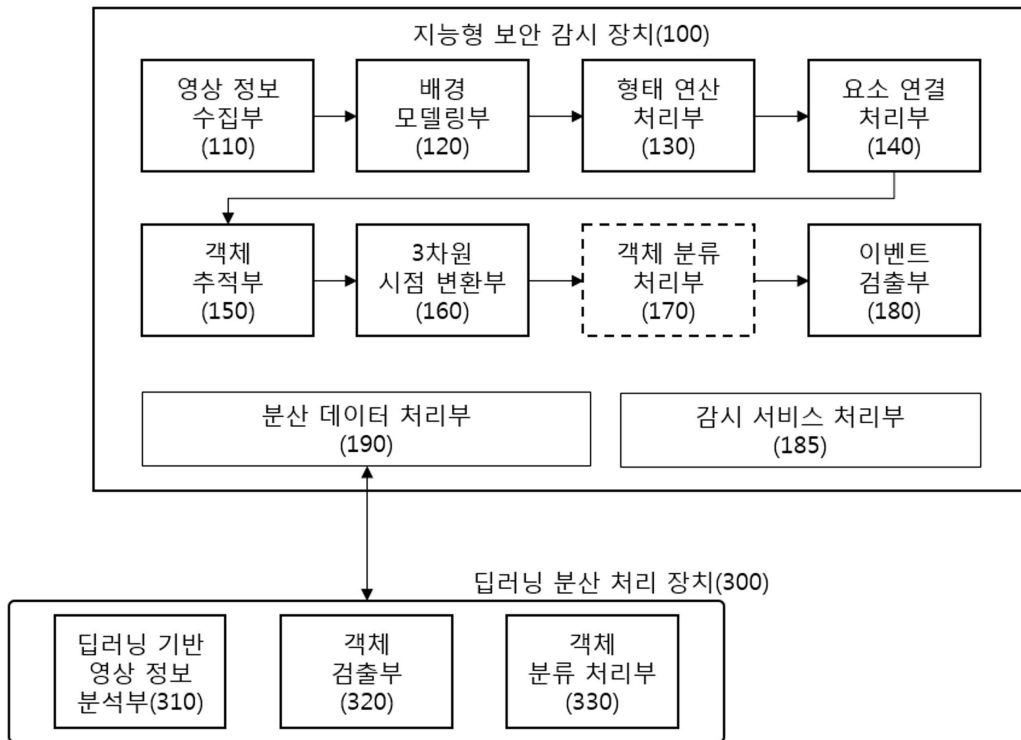 지능형 보안 감시 장치(100)
영상 정보
수집부
(110)
배경
모델링부
(120)
형태 연산
처리부
(130)
요소 연결
처리부
(140)
객체
추적부
(150)
3차원
시점 변환부
(160)
객체 분류
처리부
(170)
이벤트
검출부
(180)
분산 데이터 처리부
(190)
감시 서비스 처리부
(185)
딥러닝 분산 처리 장치(300)
딥러닝 기반
영상 정보
분석부(310)
객체
검출부
(320)
객체
분류 처리부
(330)